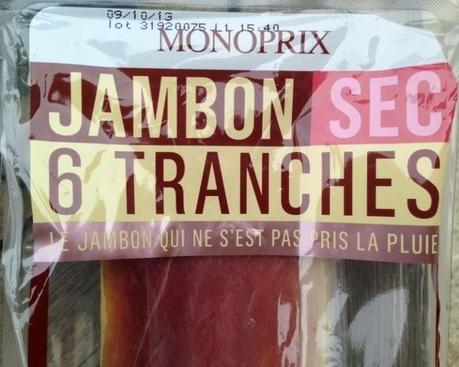 09/10/13
lot 31920075 L1 15:40
MONOPRIX
JAMBON SEC
6 TRANCHES
LE JAMBON QUI NE S'EST PAS PRIS LA PLUIE